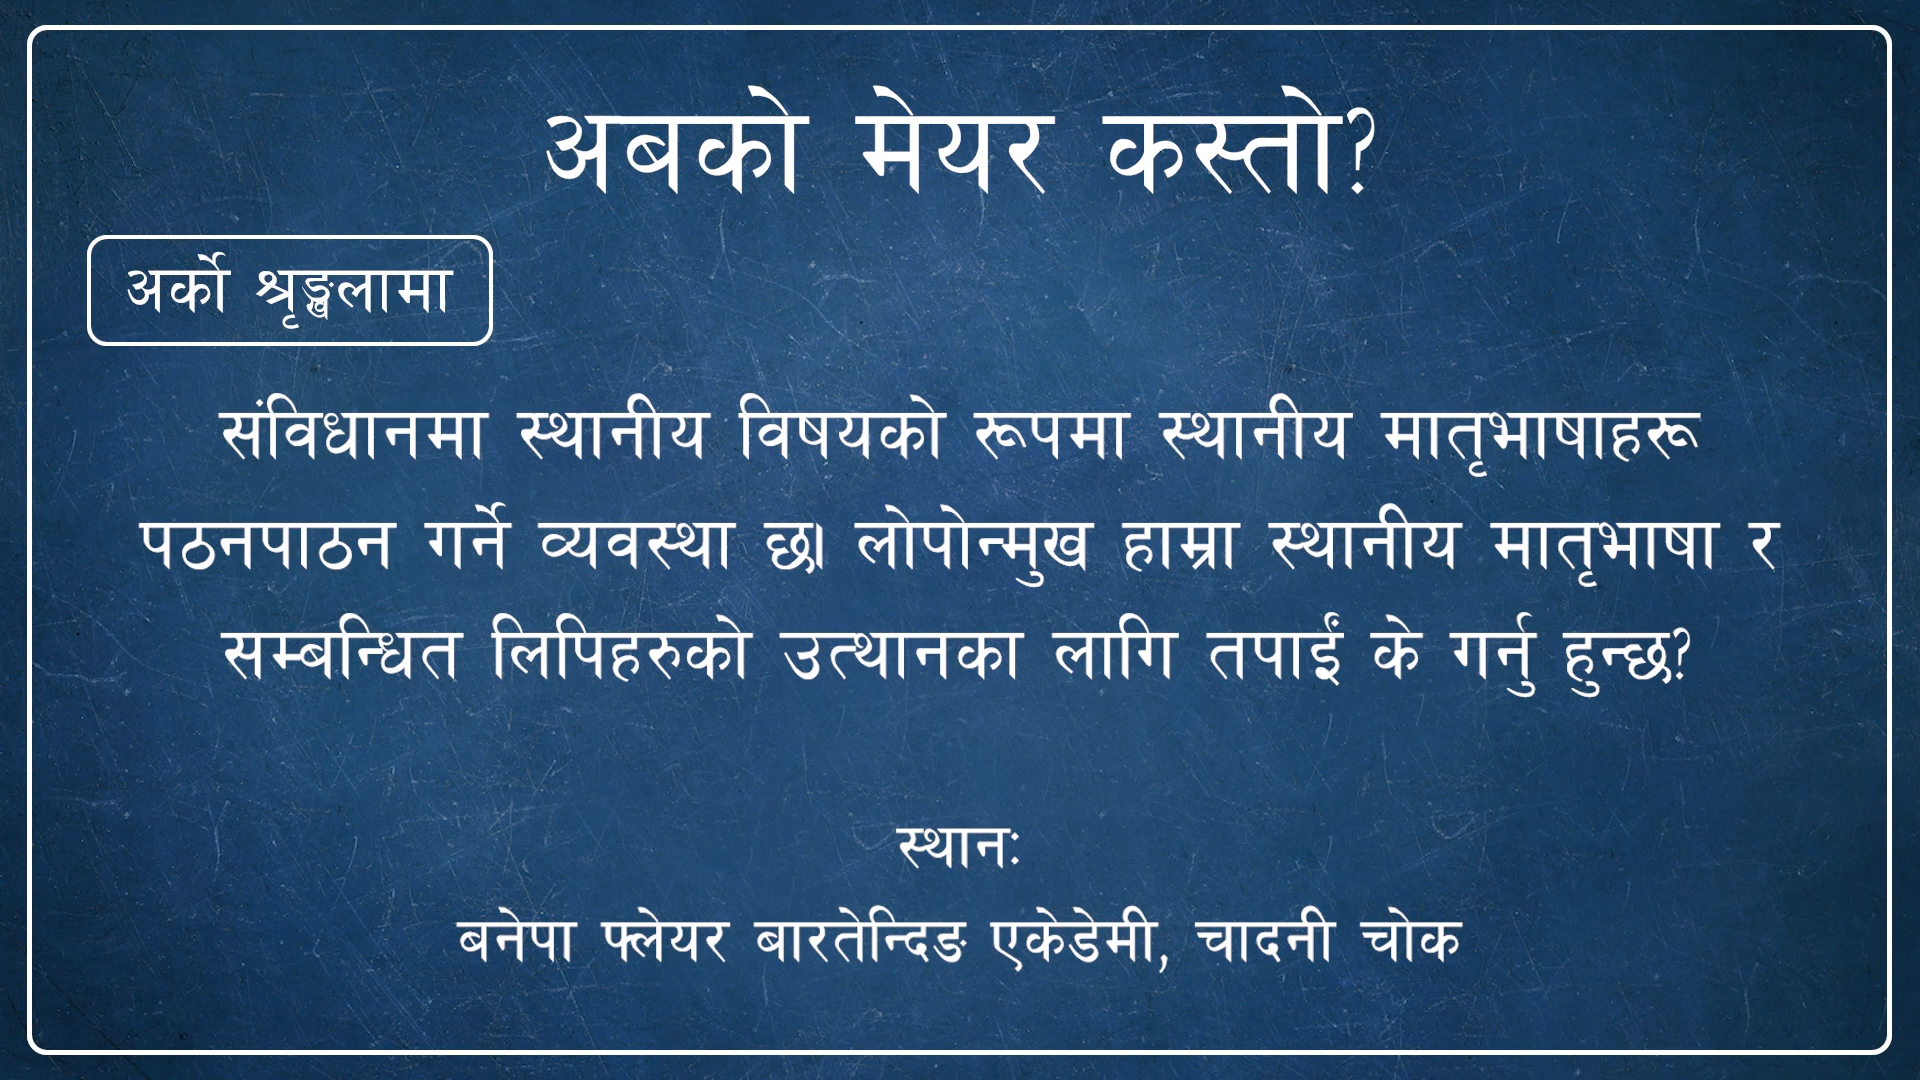 अबको मेयर कस्तो?
अर्को श्रृङ्खलामा
संविधानमा स्थानीय विषयको रूपमा स्थानीय मातृभाषाहरू
पठनपाठन गर्ने व्यवस्था छ। लोपोन्मुख हाम्रा स्थानीय मातृभाषा र
सम्बन्धित लिपिहरुको उत्थानका लागि तपाईं के गर्नु हुन्छ?
स्थानः
बनेपा फ्लेयर बारतेन्दिङ एकेडेमी, चादनी चोक